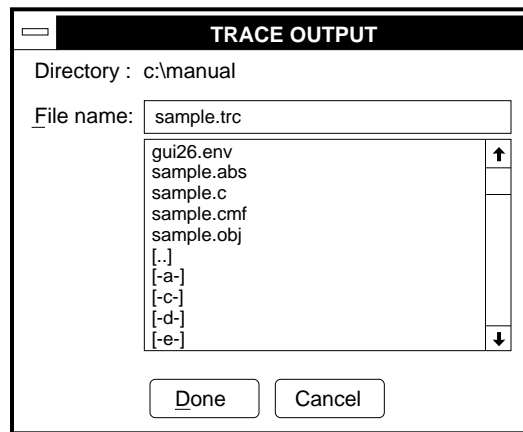 TRACE OUTPUT
Directory : c:\manual
File name: sample.trc
gui26.env
sample.abs
sample.c
sample.cmf
sample.obj
[..]
[-a-]
[-c-]
[-d-]
[-e-]
Done Cancel